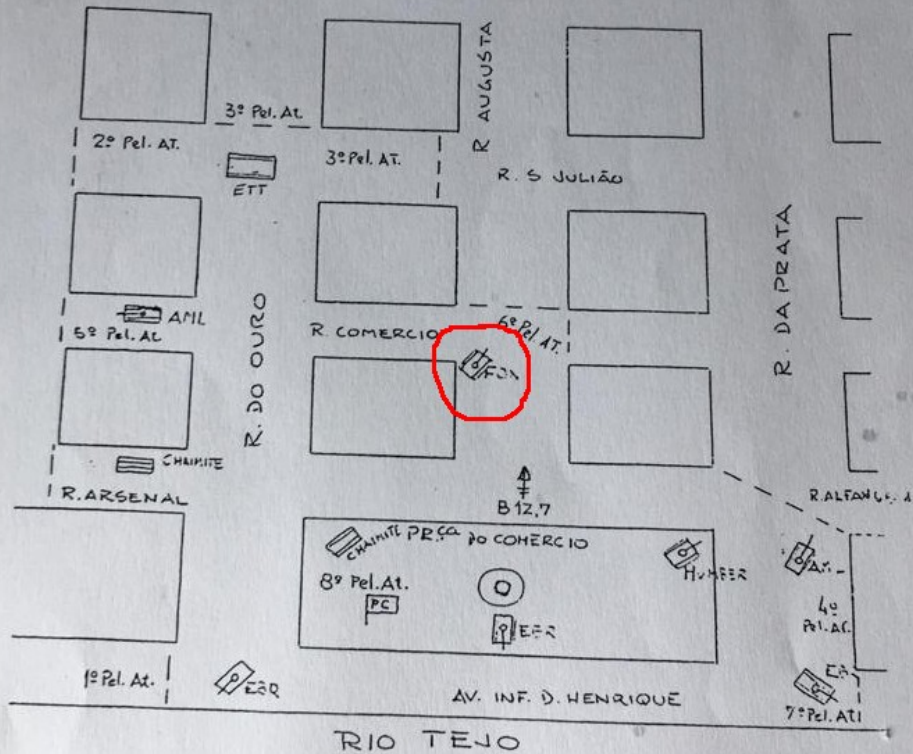 R AUGUSTA
3º Pel. At.
2º Pel. AT.
3º Pel. AT.
ETT
R. S JULIÃO
R. DA PRATA
AML
R. DO OURO
R. COMERCIO
6º Pel. AT.
5º Pel. At
CHAIMITE
R. ARSENAL
B 12,7
CHAIMITE
PRÇA DO COMERCIO
HUMBER
8º Pel. At.
PC
EBR
4º
Pel. At.
1º Pel. At.
EBR
AV. INF. D. HENRIQUE
7º Pel. At
RIO TEJO